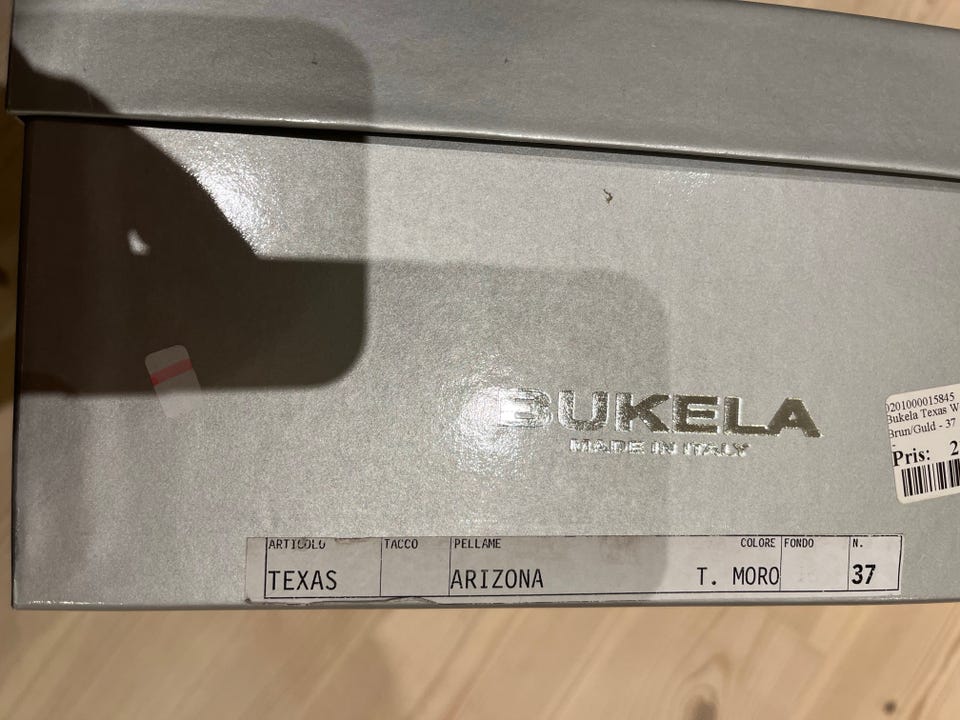 BUKELA
MADE IN ITALY
0201000015845
Bukela Texas W
Brun/Guld - 37
-
Pris: 2
ARTICOLO TACCO PELLAME COLORE FONDO N.
TEXAS ARIZONA T. MORO 37